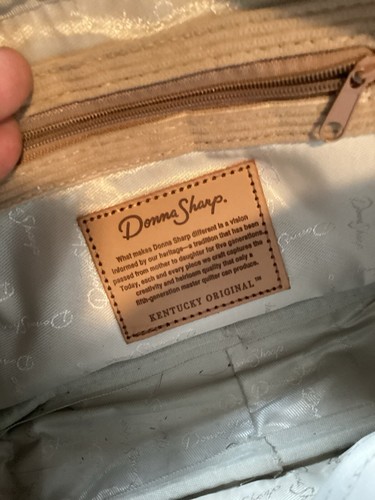 Donna Sharp.
What makes Donna Sharp different is a vision
informed by our heritage—a tradition that has been
passed from mother to daughter for five generations.
Today, each and every piece we craft captures the
creativity and heirloom quality that only a
fifth-generation master quilter can produce.
KENTUCKY ORIGINAL™
Donna Sharp